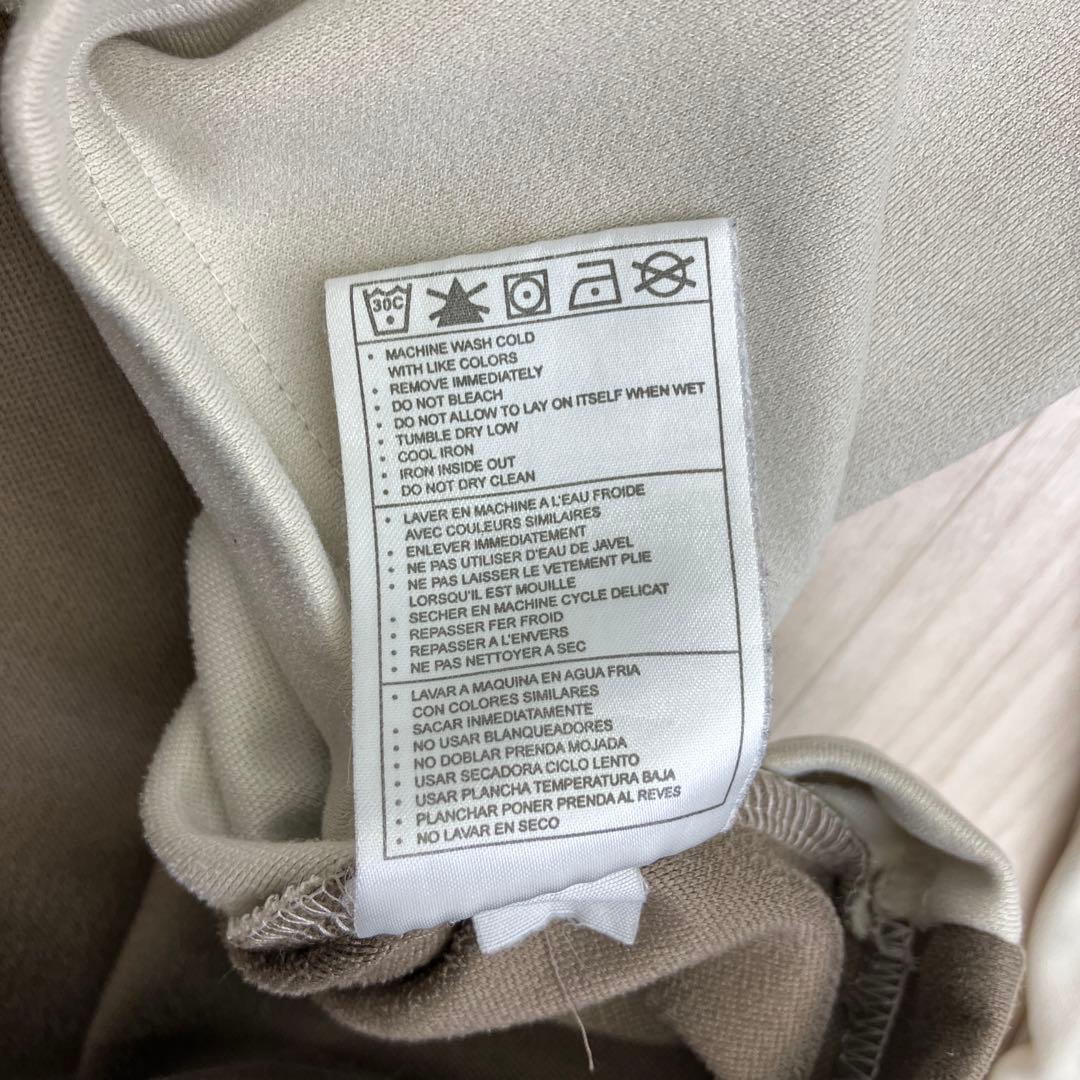 30C
• MACHINE WASH COLD
WITH LIKE COLORS
• REMOVE IMMEDIATELY
• DO NOT BLEACH
• DO NOT ALLOW TO LAY ON ITSELF WHEN WET
• TUMBLE DRY LOW
• COOL IRON
• IRON INSIDE OUT
• DO NOT DRY CLEAN
• LAVER EN MACHINE A L'EAU FROIDE
AVEC COULEURS SIMILAIRES
• ENLEVER IMMEDIATEMENT
• NE PAS UTILISER D'EAU DE JAVEL
• NE PAS LAISSER LE VETEMENT PLIE
LORSQU'IL EST MOUILLE
• SECHER EN MACHINE CYCLE DELICAT
• REPASSER FER FROID
• REPASSER A L'ENVERS
• NE PAS NETTOYER A SEC
• LAVAR A MAQUINA EN AGUA FRIA
CON COLORES SIMILARES
• SACAR INMEDIATAMENTE
• NO USAR BLANQUEADORES
• NO DOBLAR PRENDA MOJADA
• USAR SECADORA CICLO LENTO
• USAR PLANCHA TEMPERATURA BAJA
• PLANCHAR PONER PRENDA AL REVES
• NO LAVAR EN SECO